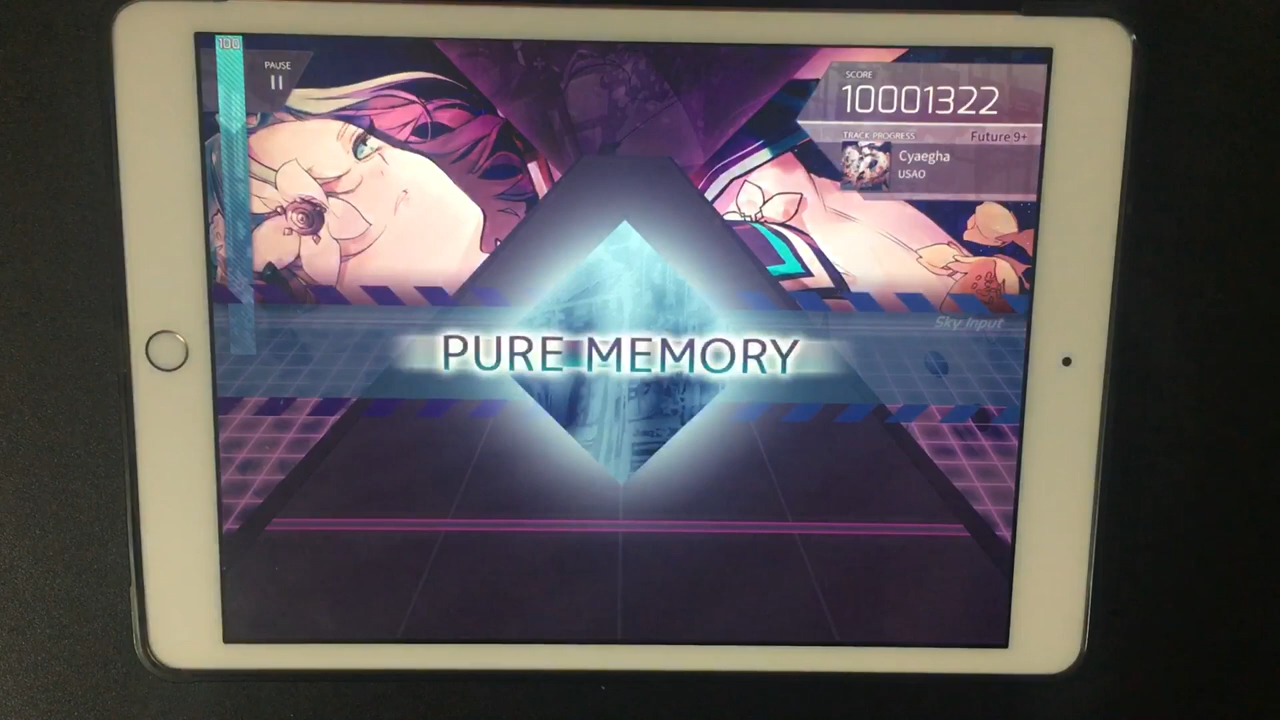 100
PAUSE
SCORE
10001322
TRACK PROGRESS
Future 9+
Cyaegha
USAO
Sky Input
PURE MEMORY